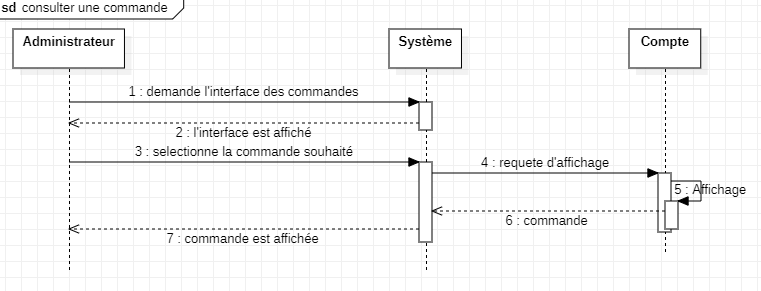 sd consulter une commande
Administrateur
Système
Compte
1 : demande l'interface des commandes
2 : l'interface est affiché
3 : selectionne la commande souhaité
4 : requete d'affichage
5 : Affichage
6 : commande
7 : commande est affichée